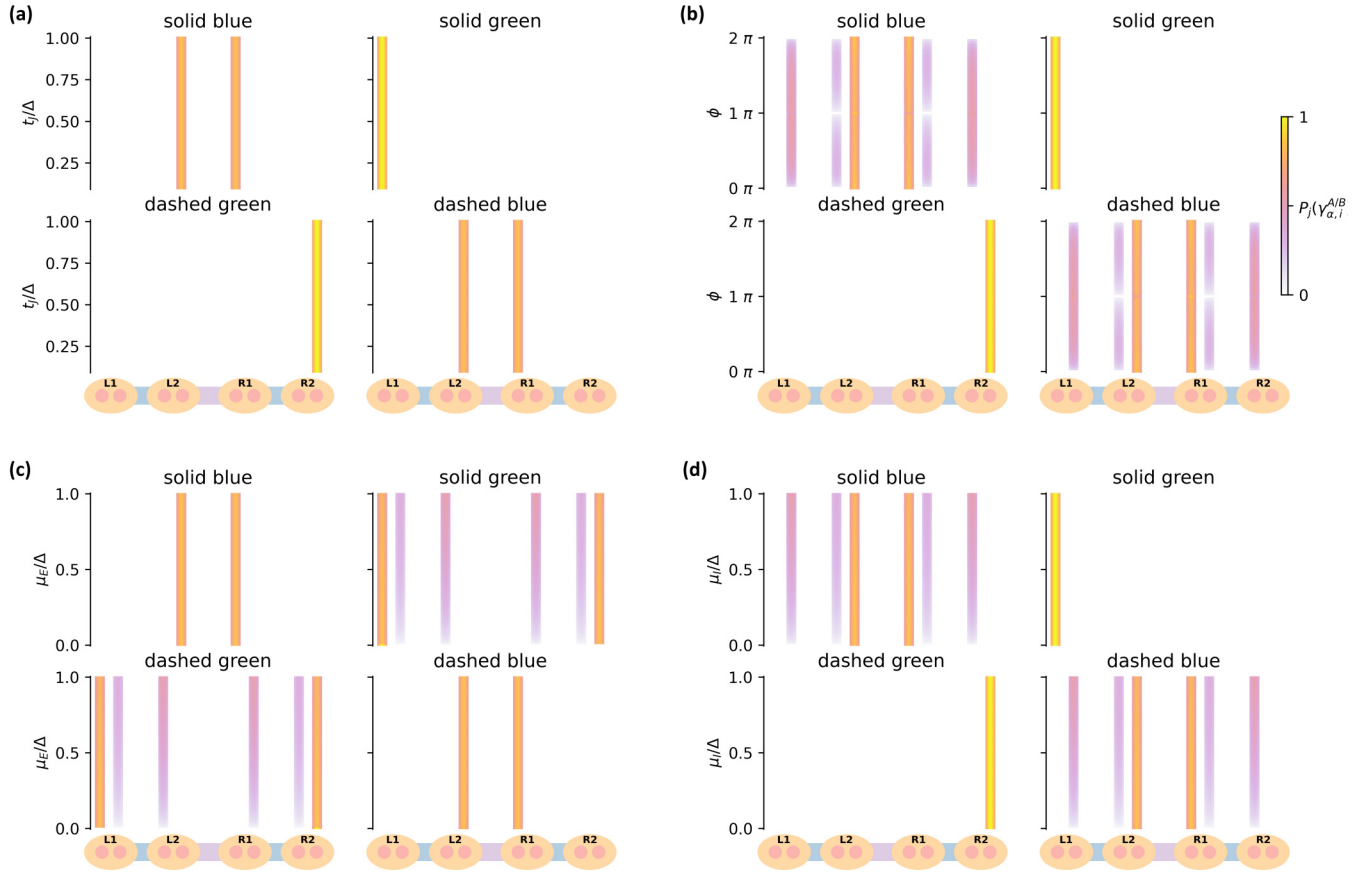 (a)
solid blue
solid green
1.00
0.75
0.50
0.25
t_J/Δ
dashed green
dashed blue
1.00
0.75
0.50
0.25
t_J/Δ
L1 L2 R1 R2
L1 L2 R1 R2
(b)
solid blue
solid green
2 π
1 π
0 π
ϕ
dashed green
dashed blue
2 π
1 π
0 π
ϕ
L1 L2 R1 R2
L1 L2 R1 R2
1
P_j(γ^{A/B}_{α,i}
0
(c)
solid blue
solid green
1.0
0.5
0.0
μ_E/Δ
dashed green
dashed blue
1.0
0.5
0.0
μ_E/Δ
L1 L2 R1 R2
L1 L2 R1 R2
(d)
solid blue
solid green
1.0
0.5
0.0
μ_I/Δ
dashed green
dashed blue
1.0
0.5
0.0
μ_I/Δ
L1 L2 R1 R2
L1 L2 R1 R2